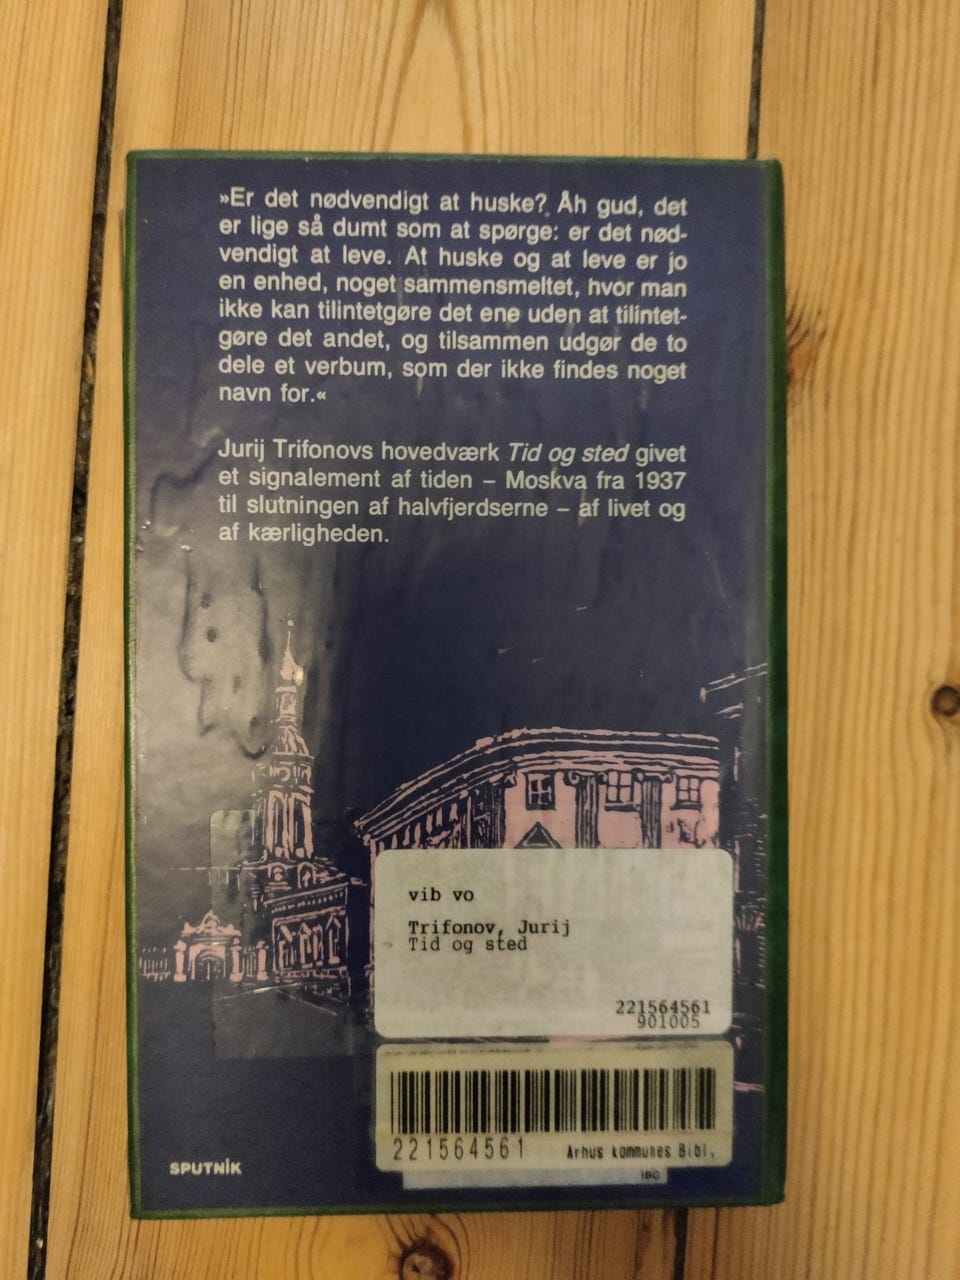 »Er det nødvendigt at huske? Åh gud, det
er lige så dumt som at spørge: er det nød-
vendigt at leve. At huske og at leve er jo
en enhed, noget sammensmeltet, hvor man
ikke kan tilintetgøre det ene uden at tilintet-
gøre det andet, og tilsammen udgør de to
dele et verbum, som der ikke findes noget
navn for.«
Jurij Trifonovs hovedværk Tid og sted givet
et signalement af tiden – Moskva fra 1937
til slutningen af halvfjerdserne – af livet og
af kærligheden.
vib vo
Trifonov, Jurij
Tid og sted
221564561
901005
221564561 Århus kommunes Bibl.
IBC
SPUTNIK